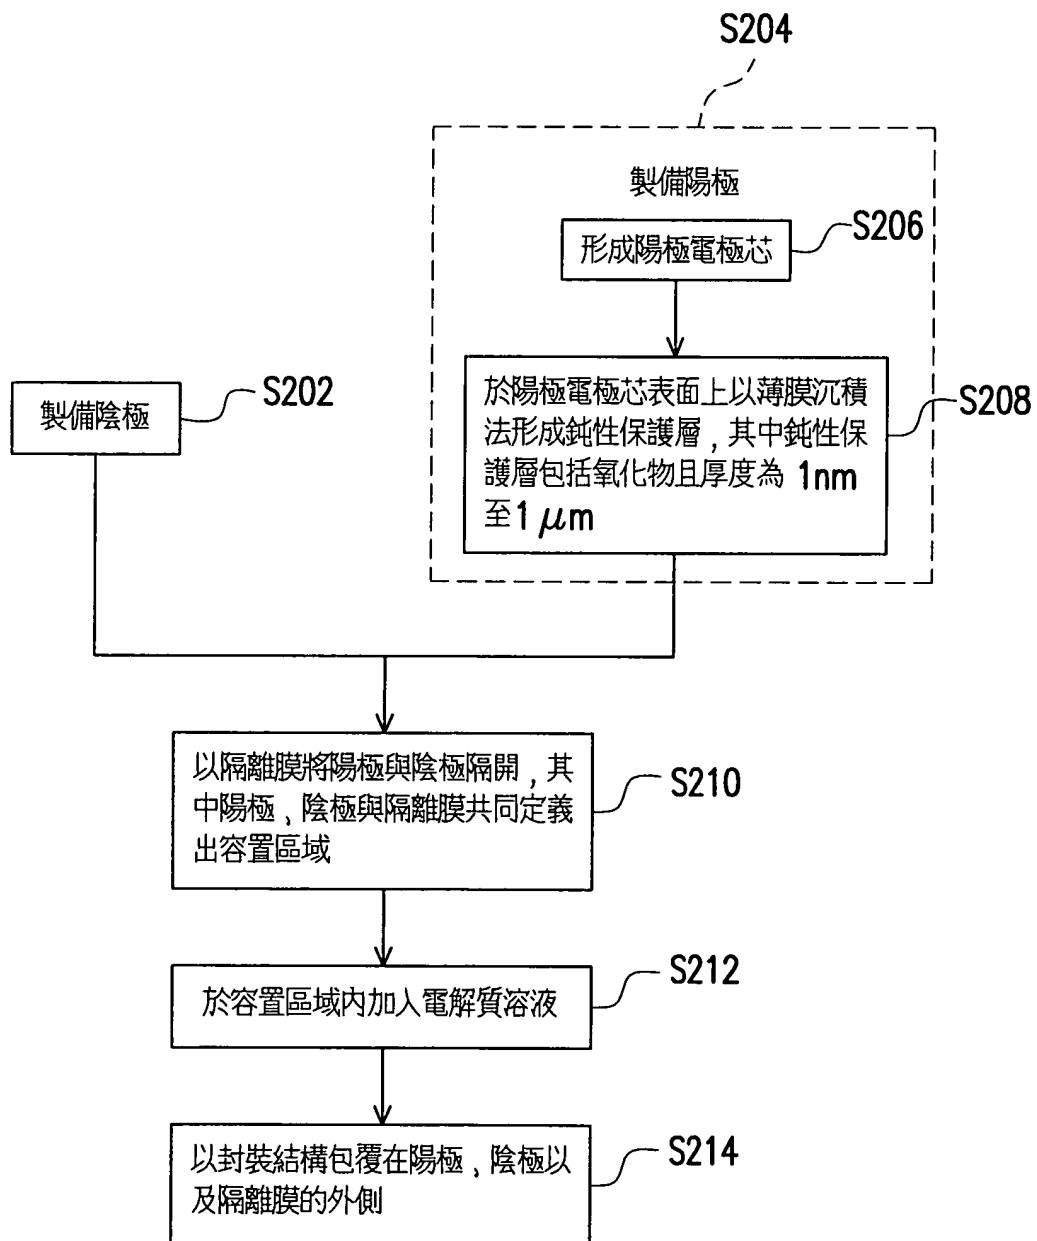 S204
製備陽極
S206
形成陽極電極芯
S202
製備陰極
S208
於陽極電極芯表面上以薄膜沉積
法形成鈍性保護層，其中鈍性保
護層包括氧化物且厚度為 1nm
至1μm
S210
以隔離膜將陽極與陰極隔開，其
中陽極、陰極與隔離膜共同定義
出容置區域
S212
於容置區域內加入電解質溶液
S214
以封裝結構包覆在陽極、陰極以
及隔離膜的外側